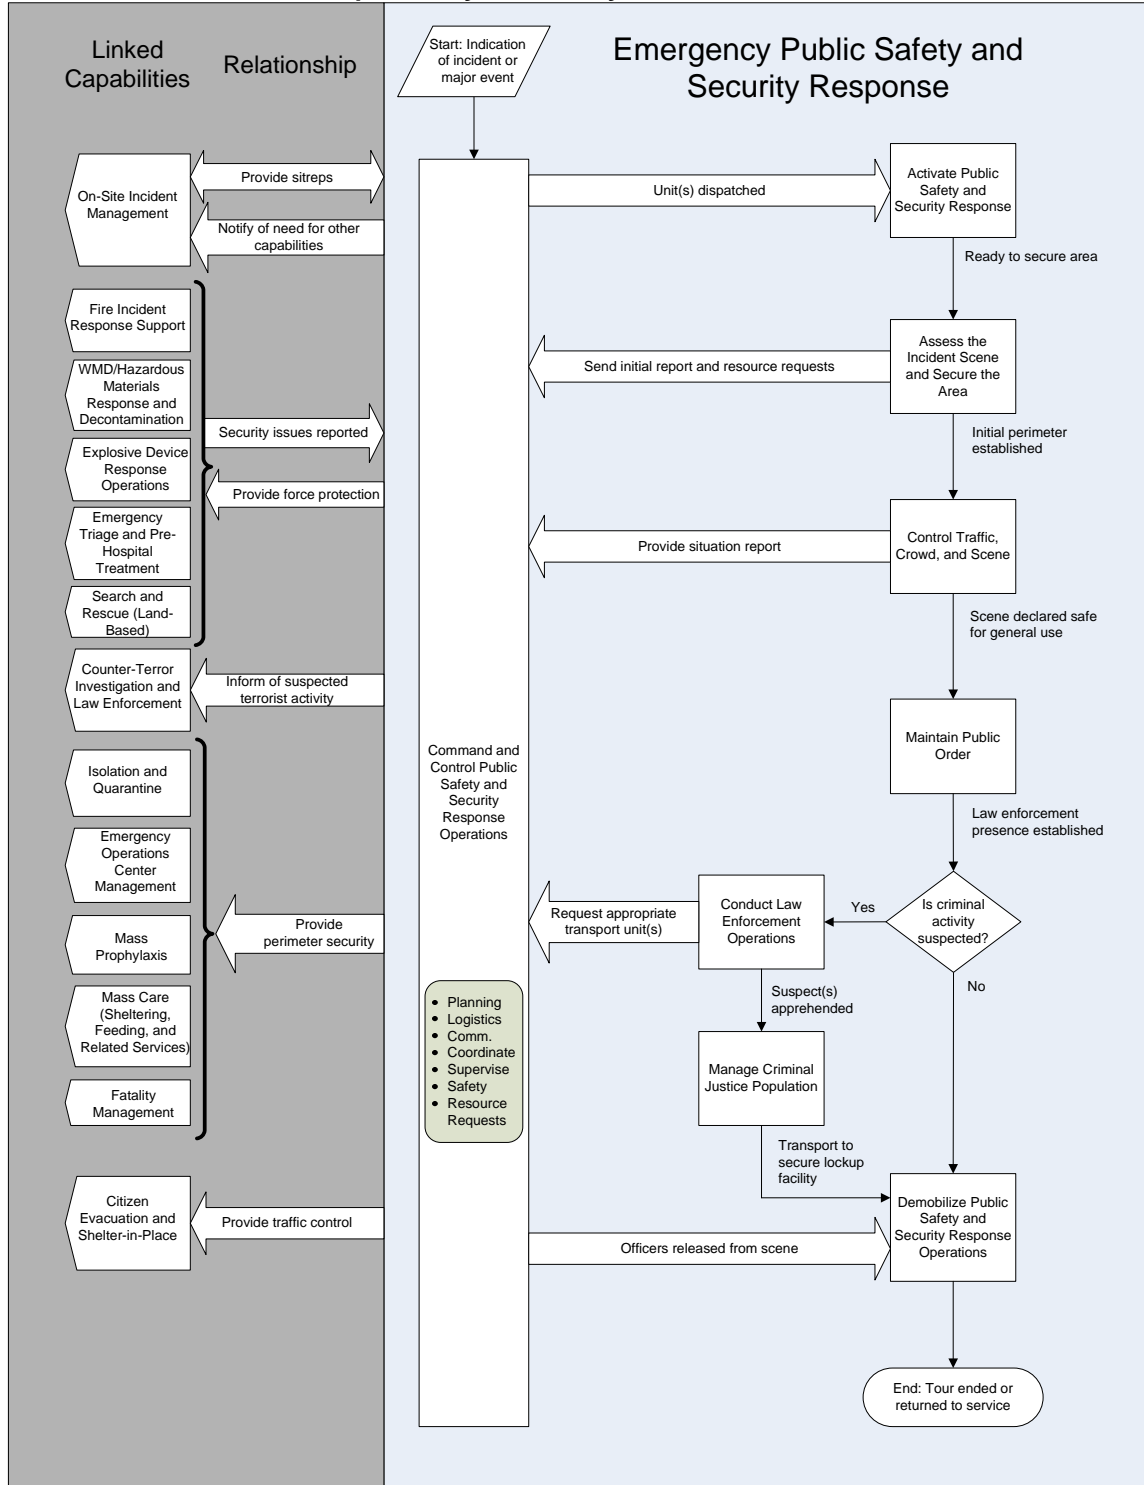 Linked
Capabilities
Relationship
Start: Indication
of incident or
major event
Emergency Public Safety and
Security Response
On-Site Incident
Management
Provide sitreps
Notify of need for other
capabilities
Unit(s) dispatched
Activate Public
Safety and
Security Response
Ready to secure area
Fire Incident
Response Support
WMD/Hazardous
Materials
Response and
Decontamination
Explosive Device
Response
Operations
Emergency
Triage and Pre-
Hospital
Treatment
Search and
Rescue (Land-
Based)
Security issues reported
Provide force protection
Send initial report and resource requests
Assess the
Incident Scene
and Secure the
Area
Initial perimeter
established
Provide situation report
Control Traffic,
Crowd, and Scene
Scene declared safe
for general use
Counter-Terror
Investigation and
Law Enforcement
Inform of suspected
terrorist activity
Command and
Control Public
Safety and
Security
Response
Operations
Maintain Public
Order
Law enforcement
presence established
Isolation and
Quarantine
Emergency
Operations
Center
Management
Mass
Prophylaxis
Mass Care
(Sheltering,
Feeding, and
Related Services)
Fatality
Management
Provide
perimeter security
Request appropriate
transport unit(s)
Conduct Law
Enforcement
Operations
Yes
Is criminal
activity
suspected?
No
Suspect(s)
apprehended
• Planning
• Logistics
• Comm.
• Coordinate
• Supervise
• Safety
• Resource
Requests
Manage Criminal
Justice Population
Transport to
secure lockup
facility
Citizen
Evacuation and
Shelter-in-Place
Provide traffic control
Officers released from scene
Demobilize Public
Safety and
Security Response
Operations
End: Tour ended or
returned to service